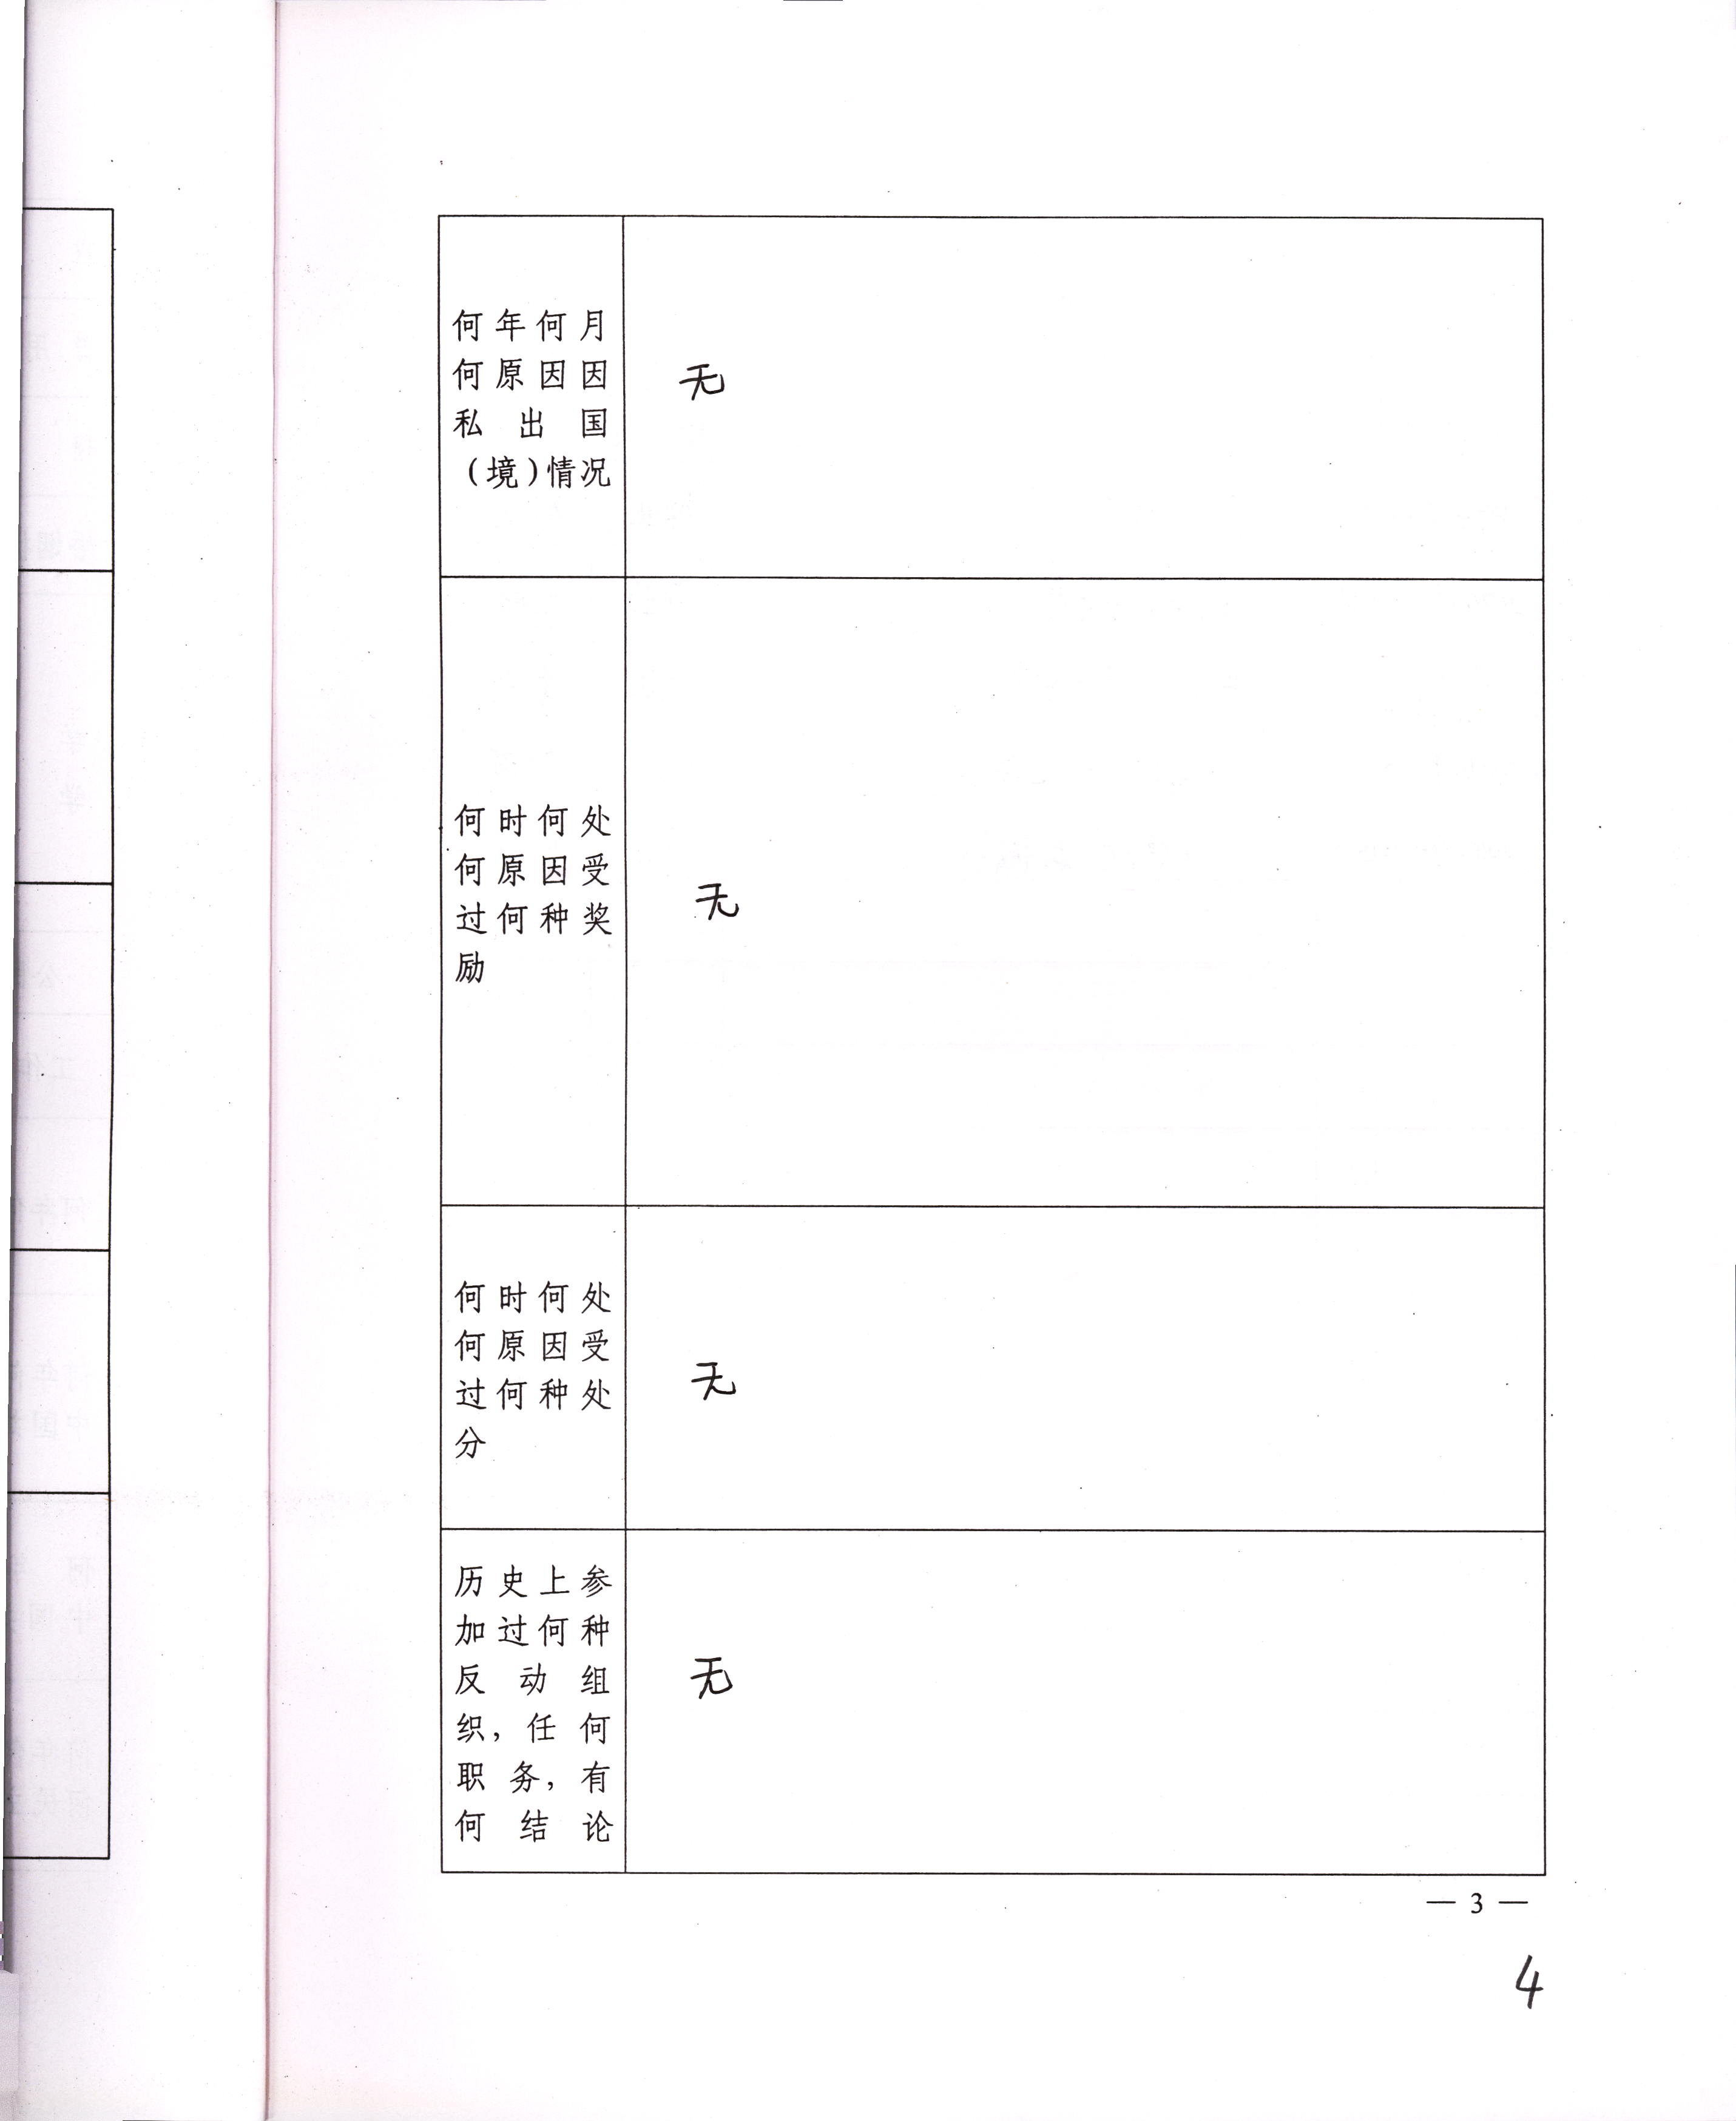 何年何月
何原因因
私出国
（境）情况
无
何时何处
何原因受
过何种奖
励
无
何时何处
何原因受
过何种处
分
无
历史上参
加过何种
反动组
织，任何
职务，有
何结论
无
— 3 —
4